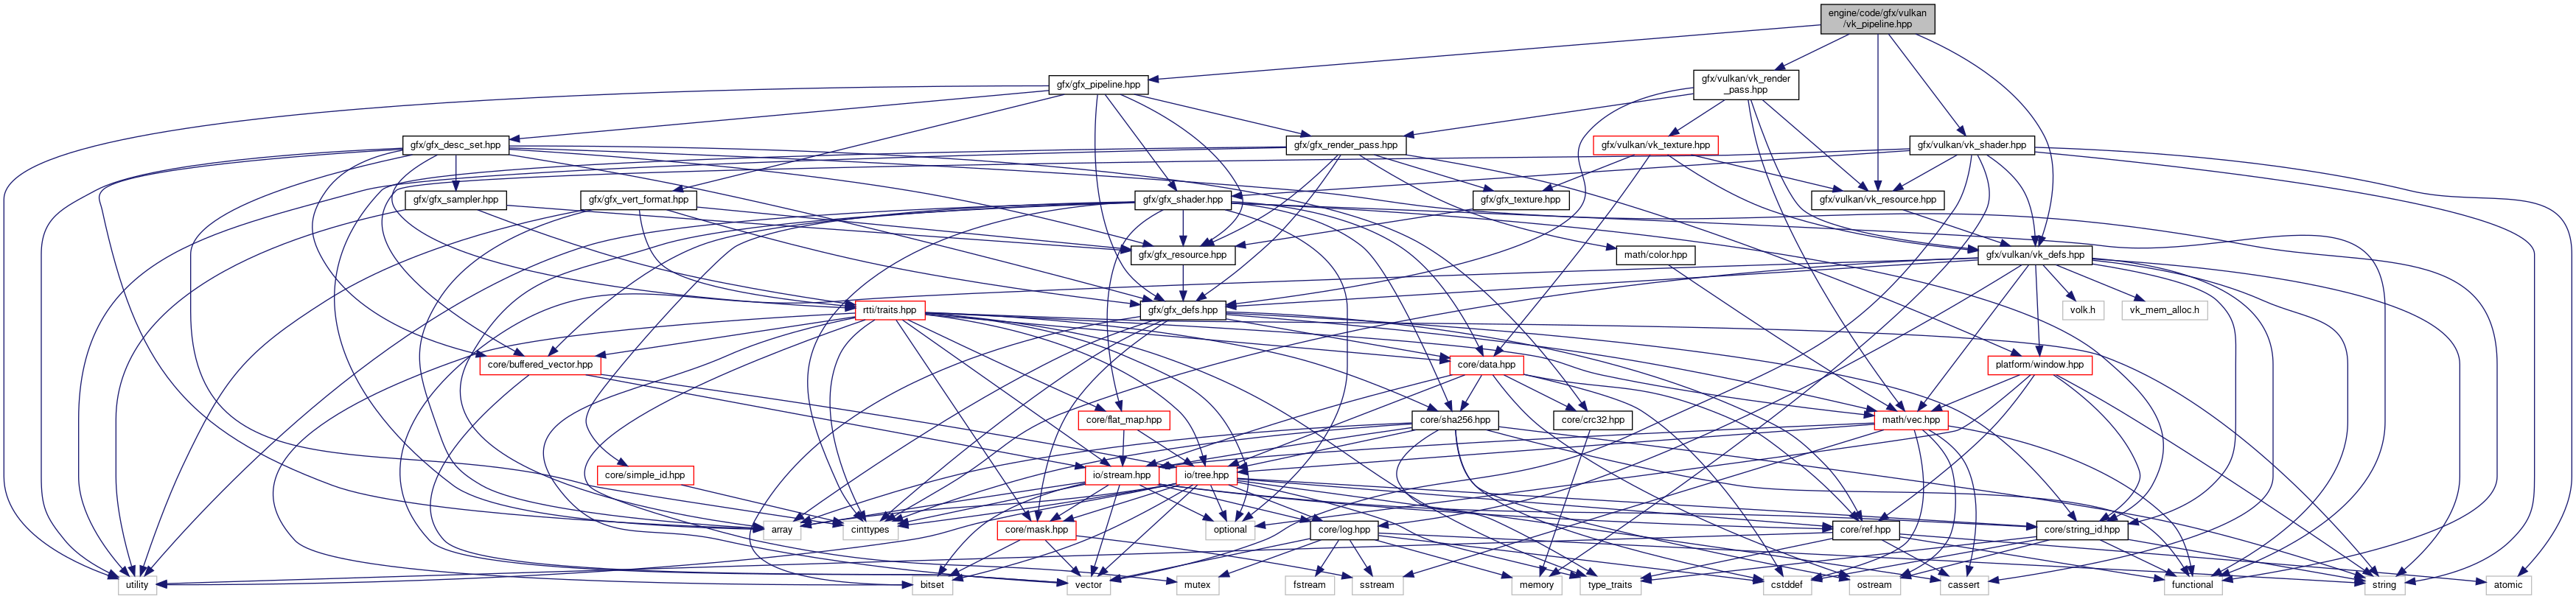 engine/code/gfx/vulkan
/vk_pipeline.hpp
gfx/gfx_pipeline.hpp
gfx/vulkan/vk_render
_pass.hpp
gfx/gfx_desc_set.hpp
gfx/gfx_render_pass.hpp
gfx/vulkan/vk_texture.hpp
gfx/vulkan/vk_shader.hpp
gfx/gfx_sampler.hpp
gfx/gfx_vert_format.hpp
gfx/gfx_shader.hpp
gfx/gfx_texture.hpp
gfx/vulkan/vk_resource.hpp
gfx/gfx_resource.hpp
math/color.hpp
gfx/vulkan/vk_defs.hpp
rtti/traits.hpp
gfx/gfx_defs.hpp
volk.h
vk_mem_alloc.h
core/buffered_vector.hpp
core/data.hpp
platform/window.hpp
core/flat_map.hpp
core/sha256.hpp
core/crc32.hpp
math/vec.hpp
core/simple_id.hpp
io/stream.hpp
io/tree.hpp
array
cinttypes
core/mask.hpp
optional
core/log.hpp
core/ref.hpp
core/string_id.hpp
utility
bitset
vector
mutex
fstream
sstream
memory
type_traits
cstddef
ostream
cassert
functional
string
atomic